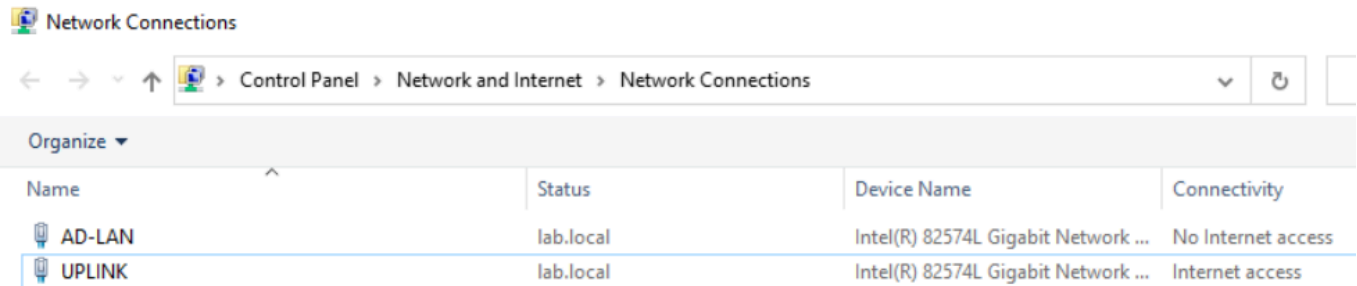 Network Connections
Control Panel > Network and Internet > Network Connections
Organize
Name Status Device Name Connectivity
AD-LAN lab.local Intel(R) 82574L Gigabit Network ... No Internet access
UPLINK lab.local Intel(R) 82574L Gigabit Network ... Internet access